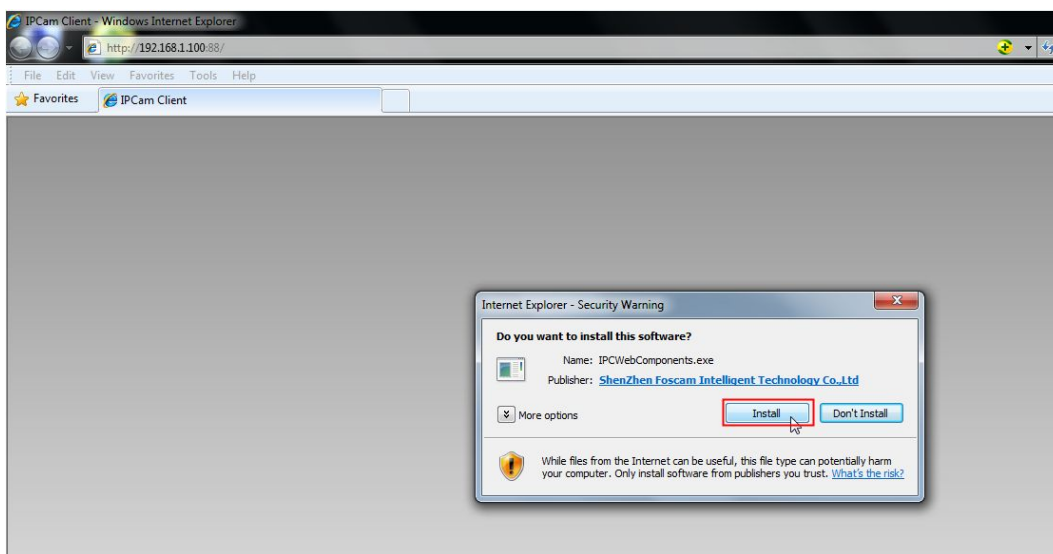 IPCam Client - Windows Internet Explorer
http://192.168.1.100:88/
File Edit View Favorites Tools Help
Favorites IPCam Client
Internet Explorer - Security Warning
Do you want to install this software?
Name: IPCWebComponents.exe
Publisher: ShenZhen Foscam Intelligent Technology Co.,Ltd
More options Install Don't Install
While files from the Internet can be useful, this file type can potentially harm
your computer. Only install software from publishers you trust. What's the risk?